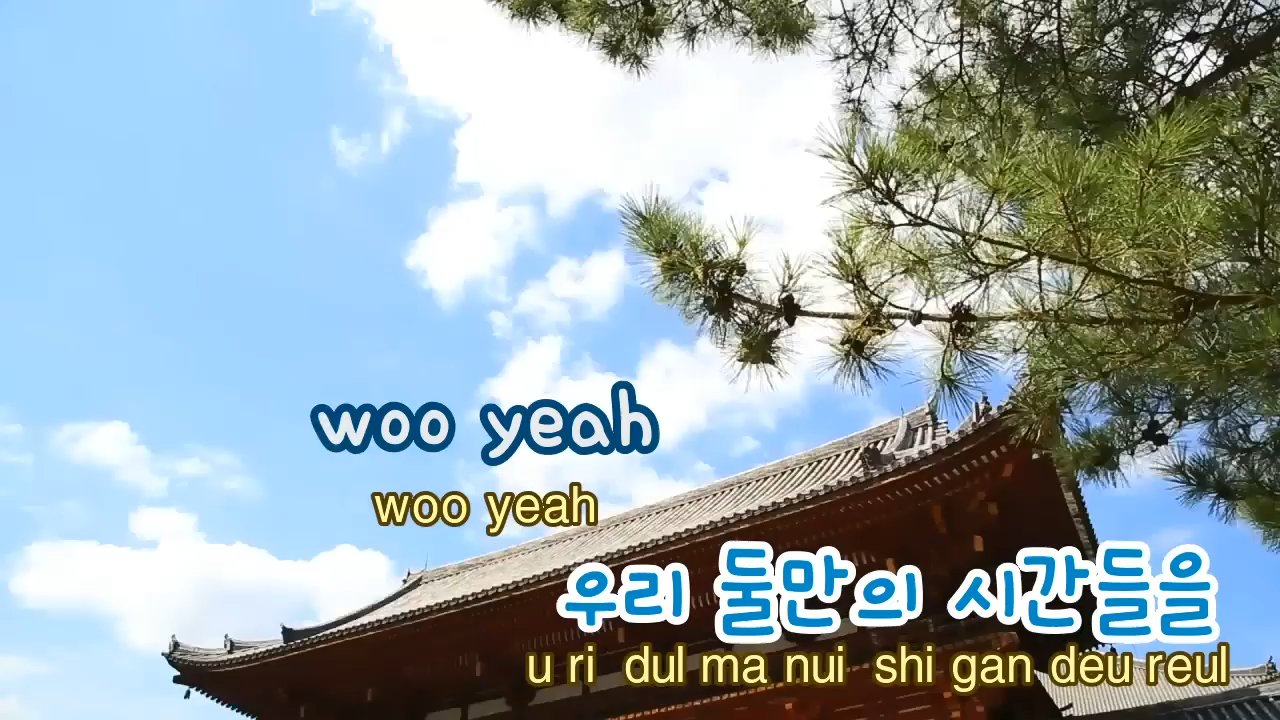 woo yeah
woo yeah
우리 둘만의 시간들을
u ri dul ma nui shi gan deu reul